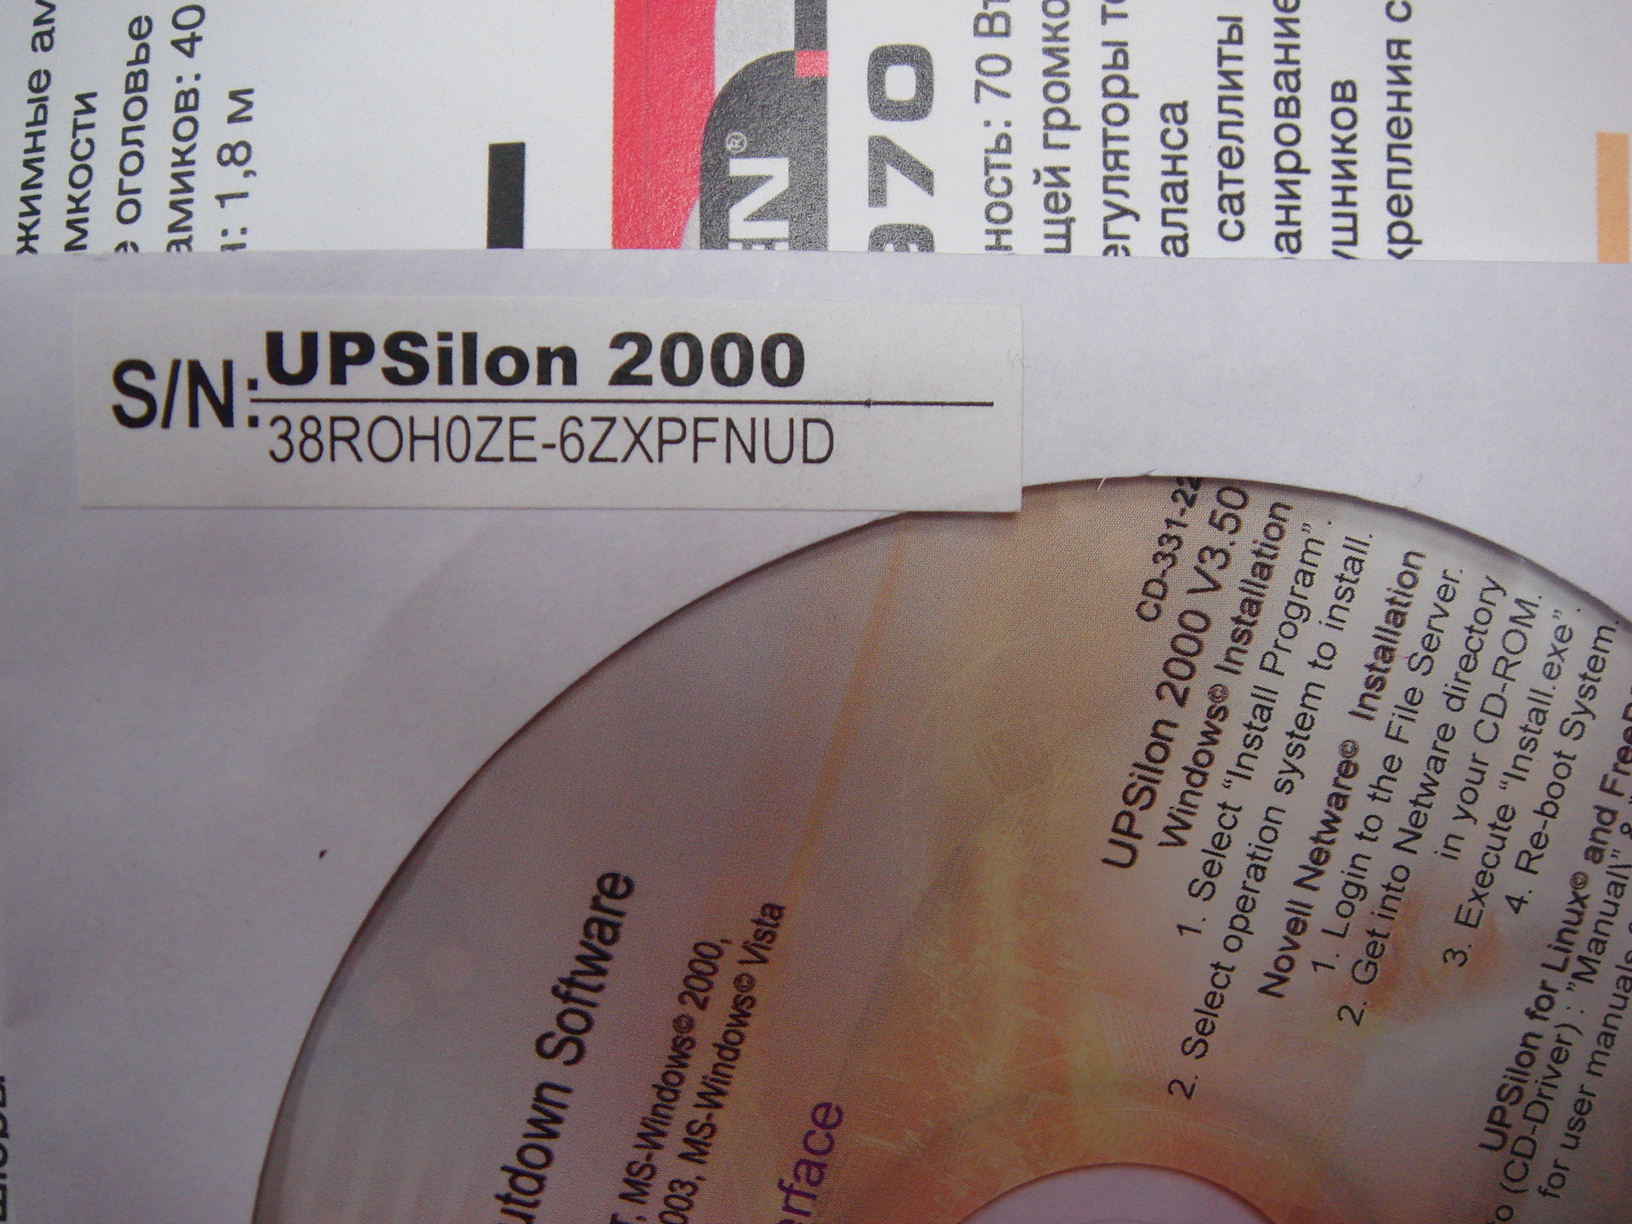 жимные
мкости
оголовье
амиков: 40
: 1,8 м
EN®
970
ность: 70 Вт
щей громко
егуляторы
аланса
сателлиты
анирование
ушников
крепления с
S/N:
UPSilon 2000
38ROH0ZE-6ZXPFNUD
utdown Software
MS-Windows© 2000,
003, MS-Windows© Vista
erface
CD-331-22
UPSilon 2000 V3.50
Windows© Installation
1. Select “Install Program”.
2. Select operation system to install.
Novell Netware© Installation
1. Login to the File Server.
2. Get into Netware directory
in your CD-ROM.
3. Execute “Install.exe”.
4. Re-boot System.
UPSilon for Linux© and Free
(CD-Driver) : ”Manual\” &
for user manuals